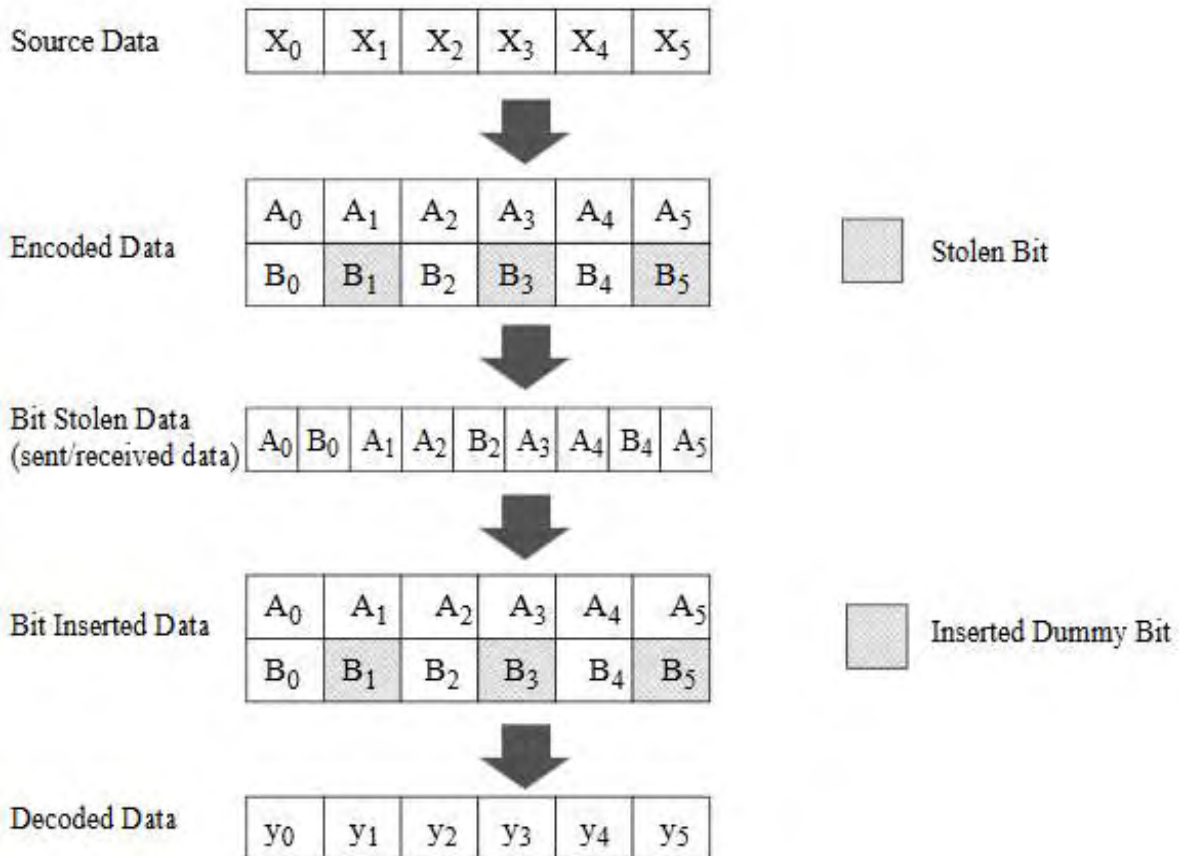 Source Data
X₀ X₁ X₂ X₃ X₄ X₅
A₀ A₁ A₂ A₃ A₄ A₅
Encoded Data
B₀ B₁ B₂ B₃ B₄ B₅
Stolen Bit
Bit Stolen Data
(sent/received data)
A₀ B₀ A₁ A₂ B₂ A₃ A₄ B₄ A₅
A₀ A₁ A₂ A₃ A₄ A₅
Bit Inserted Data
B₀ B₁ B₂ B₃ B₄ B₅
Inserted Dummy Bit
Decoded Data
y₀ y₁ y₂ y₃ y₄ y₅